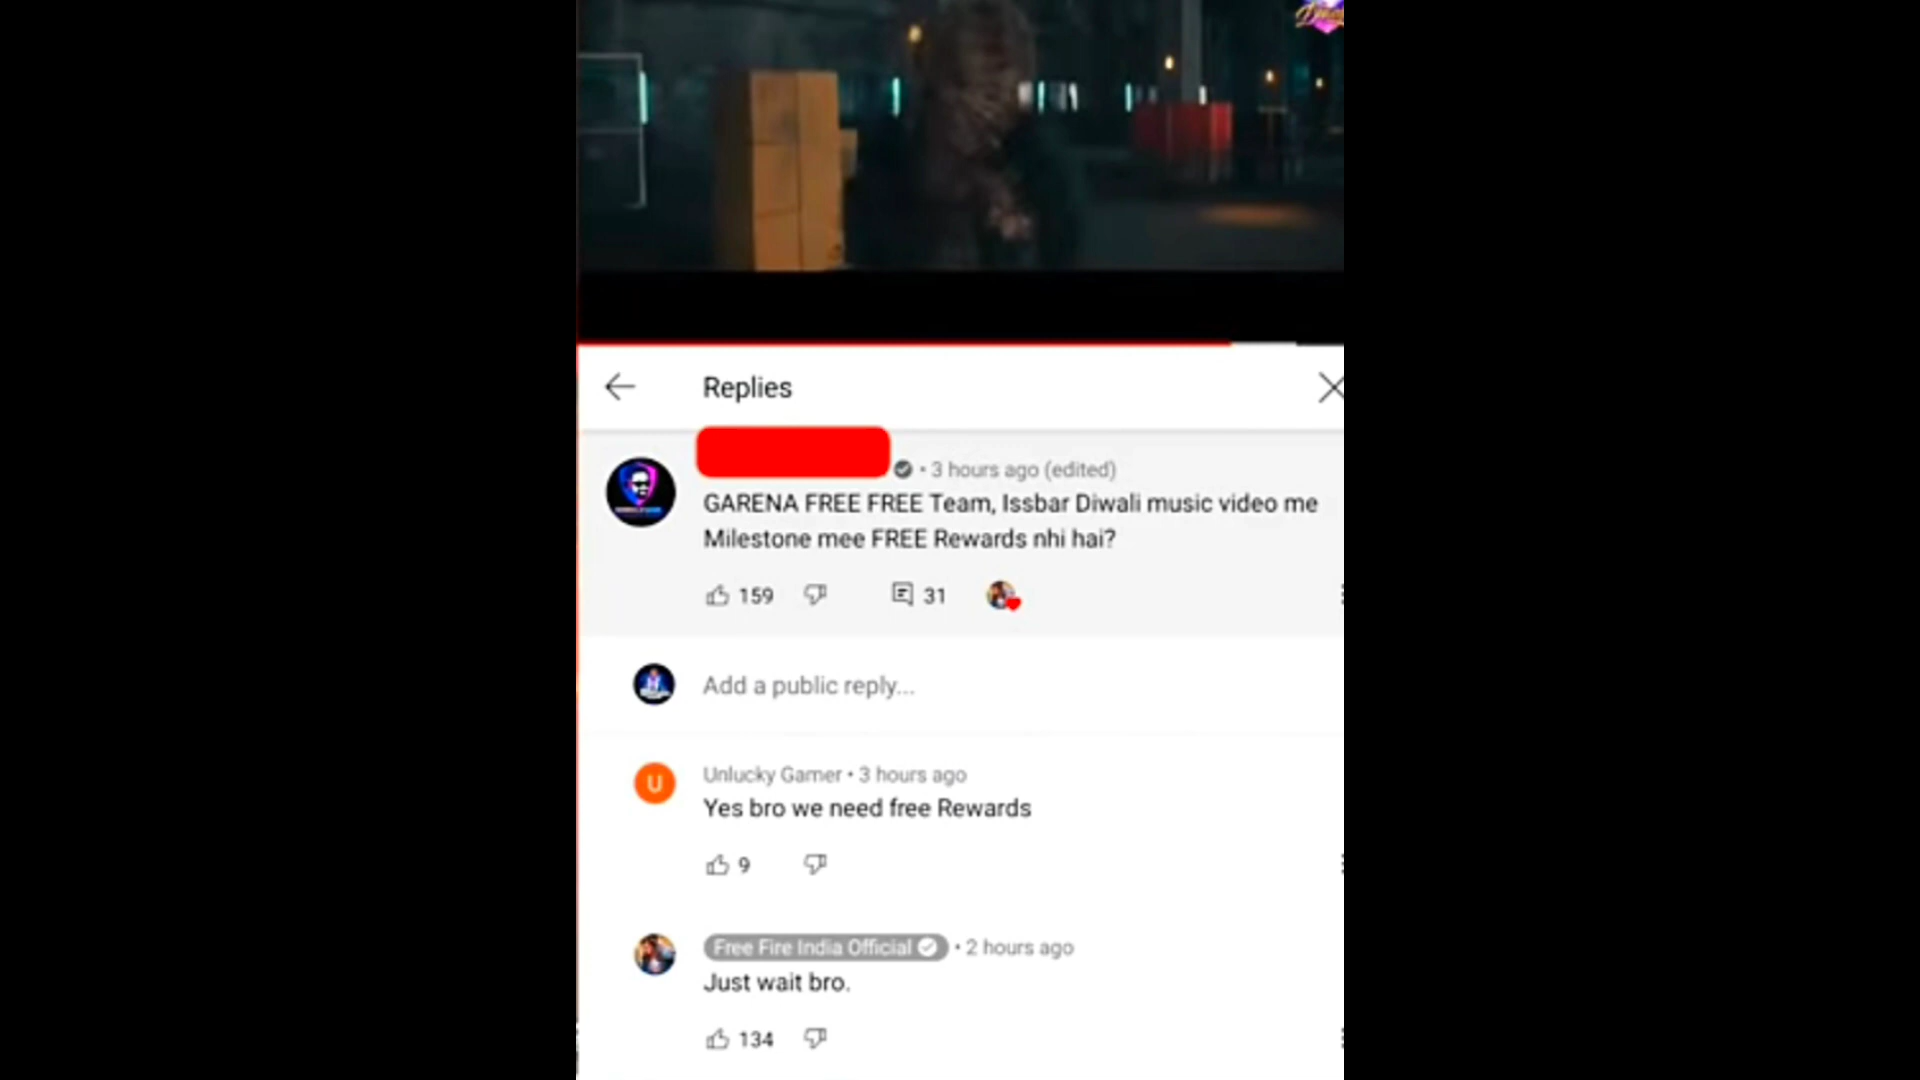 Replies
• 3 hours ago (edited)
GARENA FREE FREE Team, Issbar Diwali music video me
Milestone mee FREE Rewards nhi hai?
159 31
Add a public reply...
U
Unlucky Gamer • 3 hours ago
Yes bro we need free Rewards
9
Free Fire India Official • 2 hours ago
Just wait bro.
134